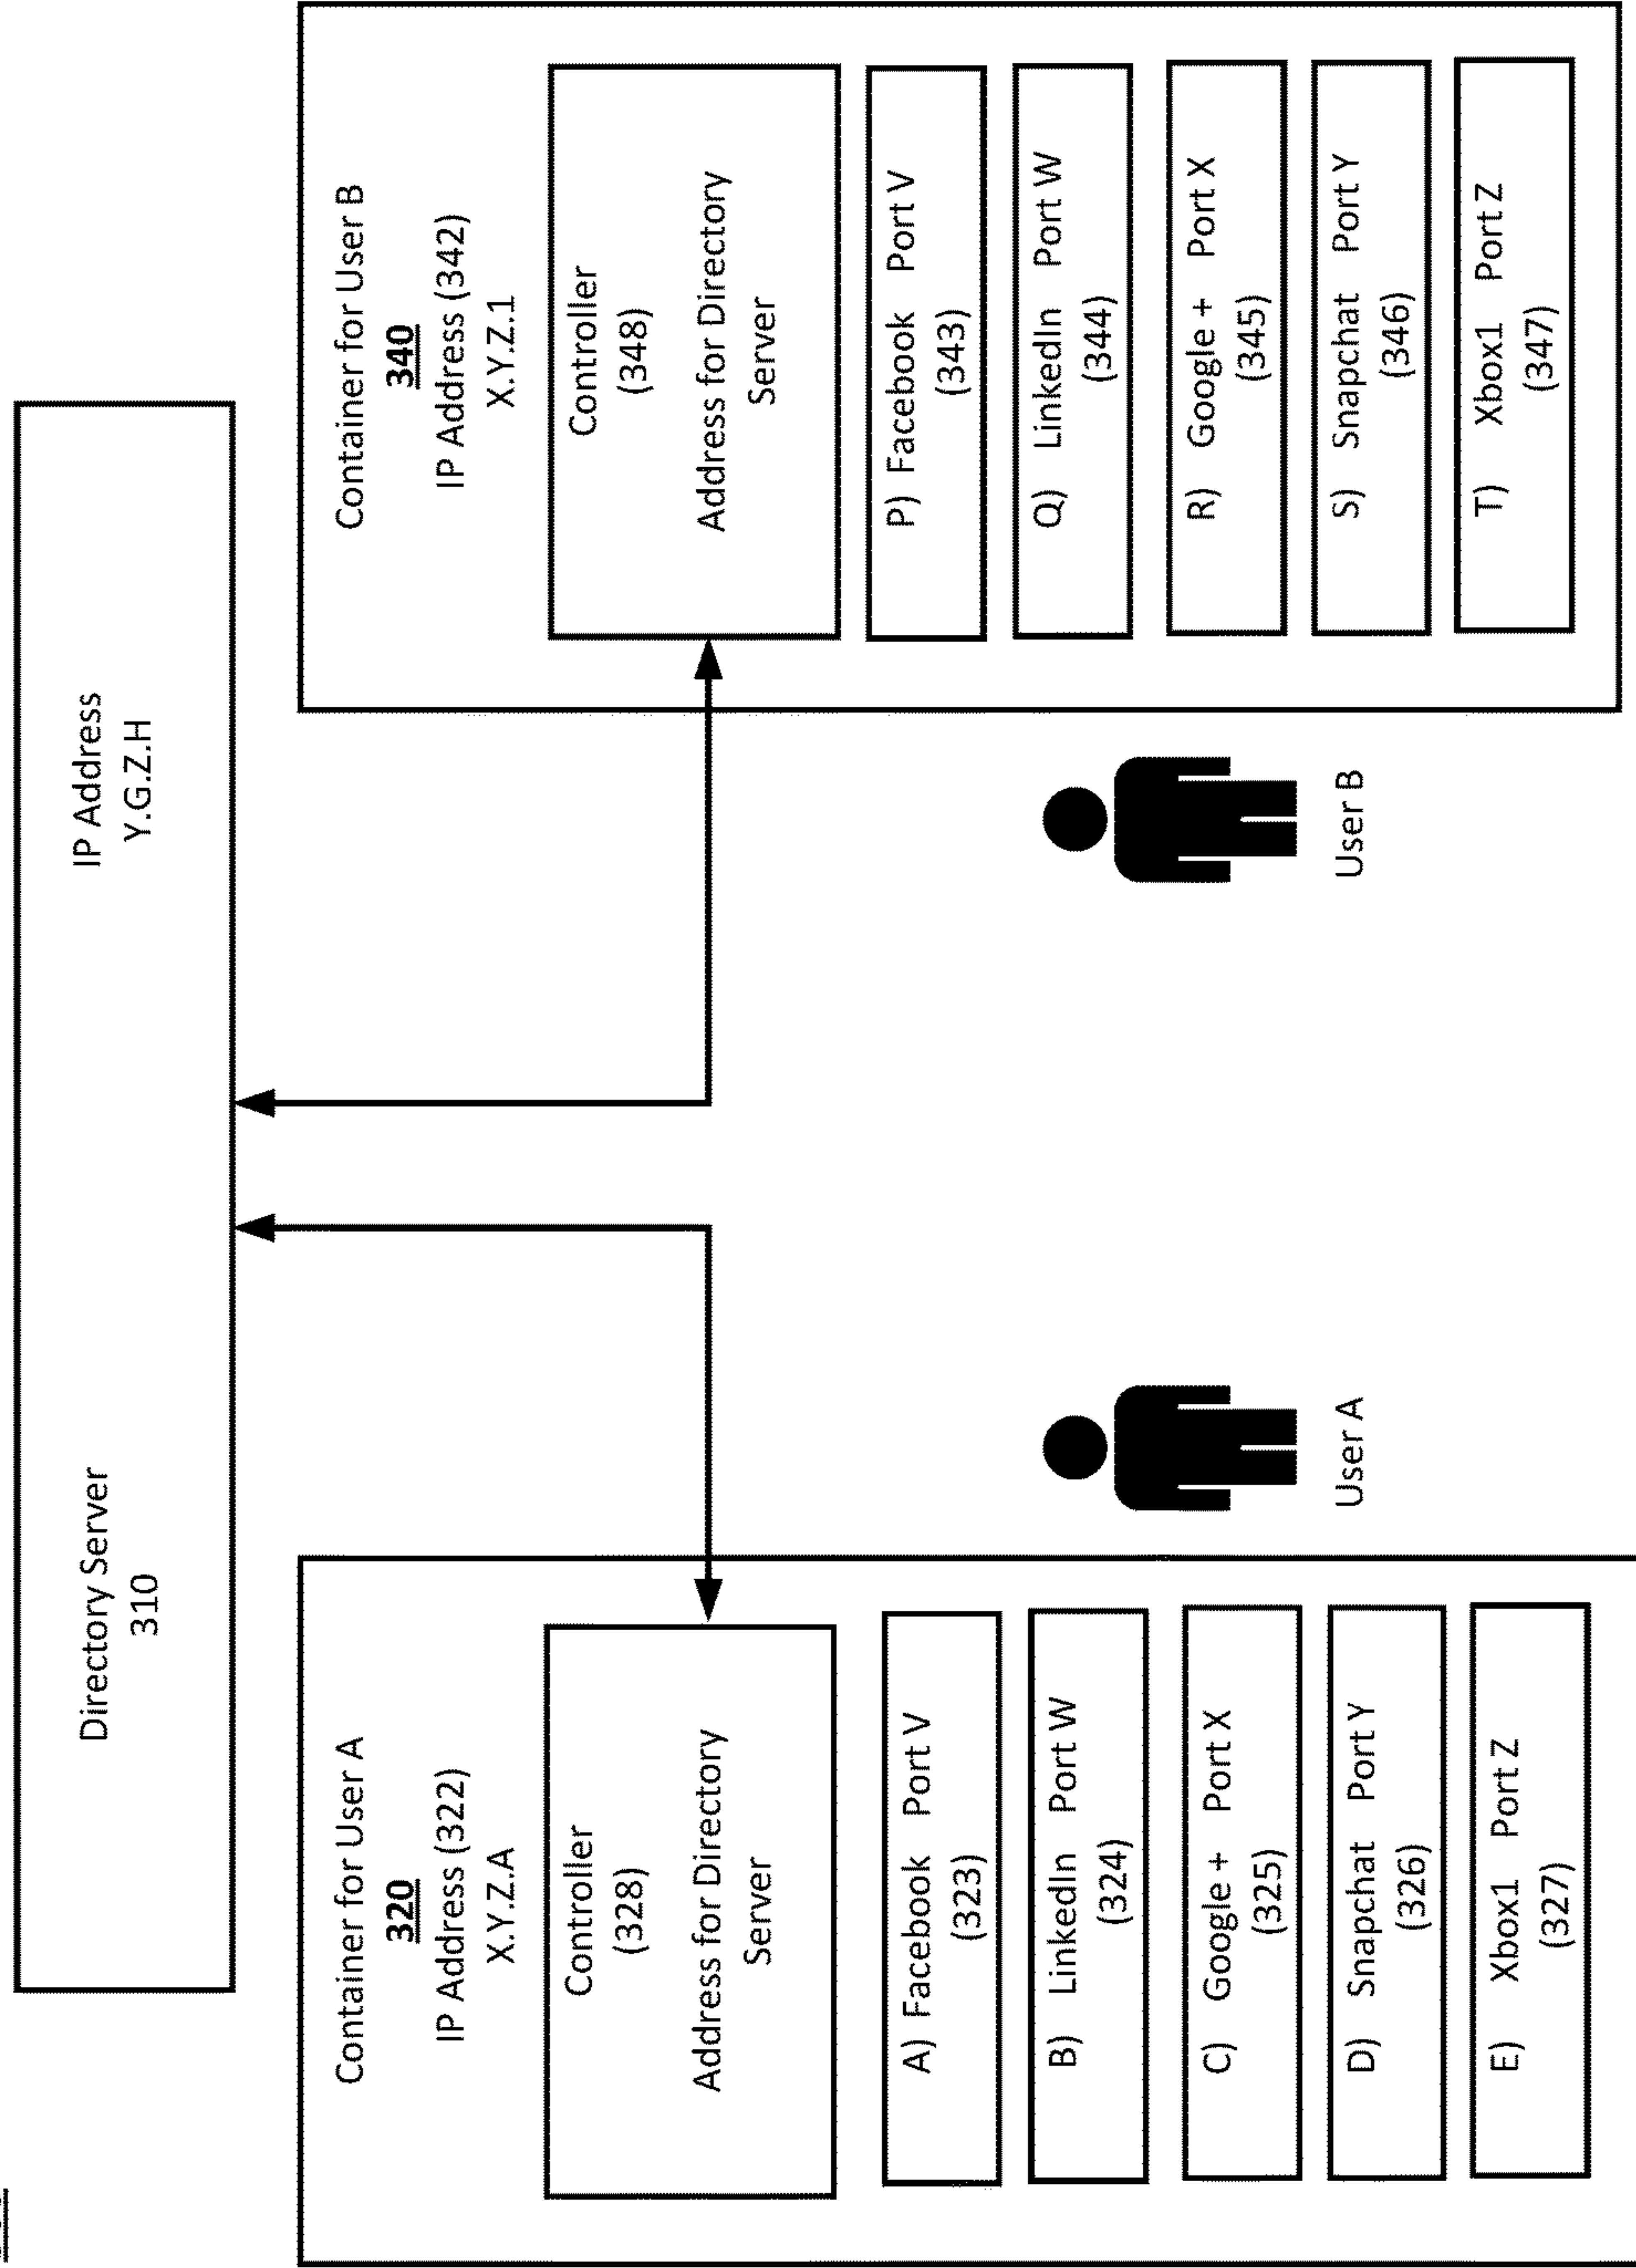 Directory Server
310
IP Address
Y.G.Z.H
Container for User A
320
IP Address (322)
X.Y.Z.A
Controller
(328)
Address for Directory
Server
A) Facebook Port V
(323)
B) LinkedIn Port W
(324)
C) Google + Port X
(325)
D) Snapchat Port Y
(326)
E) Xbox1 Port Z
(327)
User A
User B
Container for User B
340
IP Address (342)
X.Y.Z.1
Controller
(348)
Address for Directory
Server
P) Facebook Port V
(343)
Q) LinkedIn Port W
(344)
R) Google + Port X
(345)
S) Snapchat Port Y
(346)
T) Xbox1 Port Z
(347)